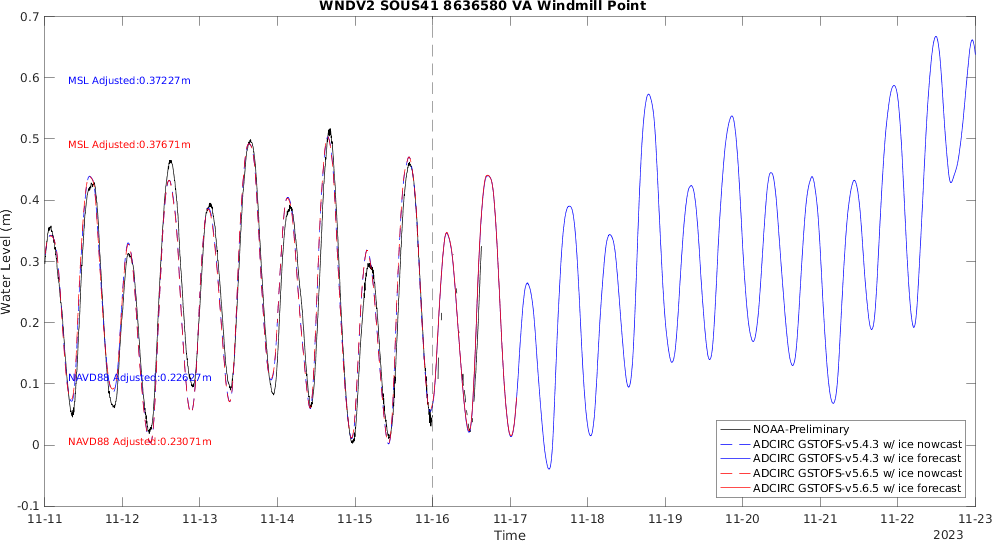 WNDV2 SOUS41 8636580 VA Windmill Point
0.7
0.6
0.5
0.4
0.3
0.2
0.1
0
-0.1
Water Level (m)
MSL Adjusted:0.37227m
MSL Adjusted:0.37671m
NAVD88 Adjusted:0.22627m
NAVD88 Adjusted:0.23071m
NOAA-Preliminary
ADCIRC GSTOFS-v5.4.3 w/ ice nowcast
ADCIRC GSTOFS-v5.4.3 w/ ice forecast
ADCIRC GSTOFS-v5.6.5 w/ ice nowcast
ADCIRC GSTOFS-v5.6.5 w/ ice forecast
11-11 11-12 11-13 11-14 11-15 11-16 11-17 11-18 11-19 11-20 11-21 11-22 11-23
Time
2023